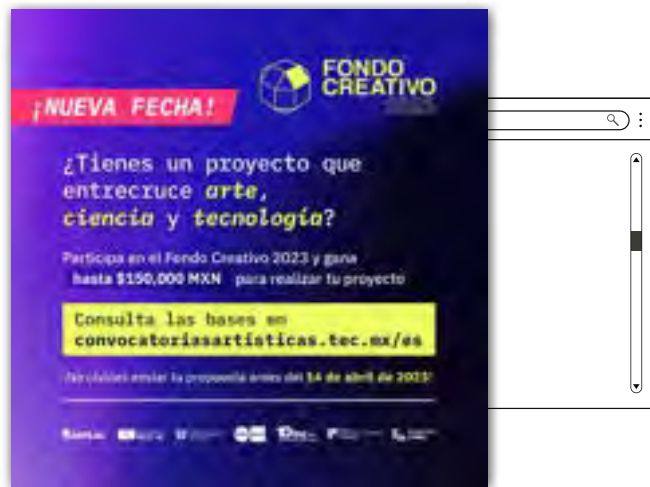 FONDO
CREATIVO
¡NUEVA FECHA!
¿Tienes un proyecto que
entrecruce arte,
ciencia y tecnología?
Participa en el Fondo Creativo 2023 y gana
hasta $150,000 MXN para realizar tu proyecto
Consulta las bases en
convocatoriasartísticas.tec.mx/es
¡No olvides enviar tu propuesta antes del 14 de abril de 2023!